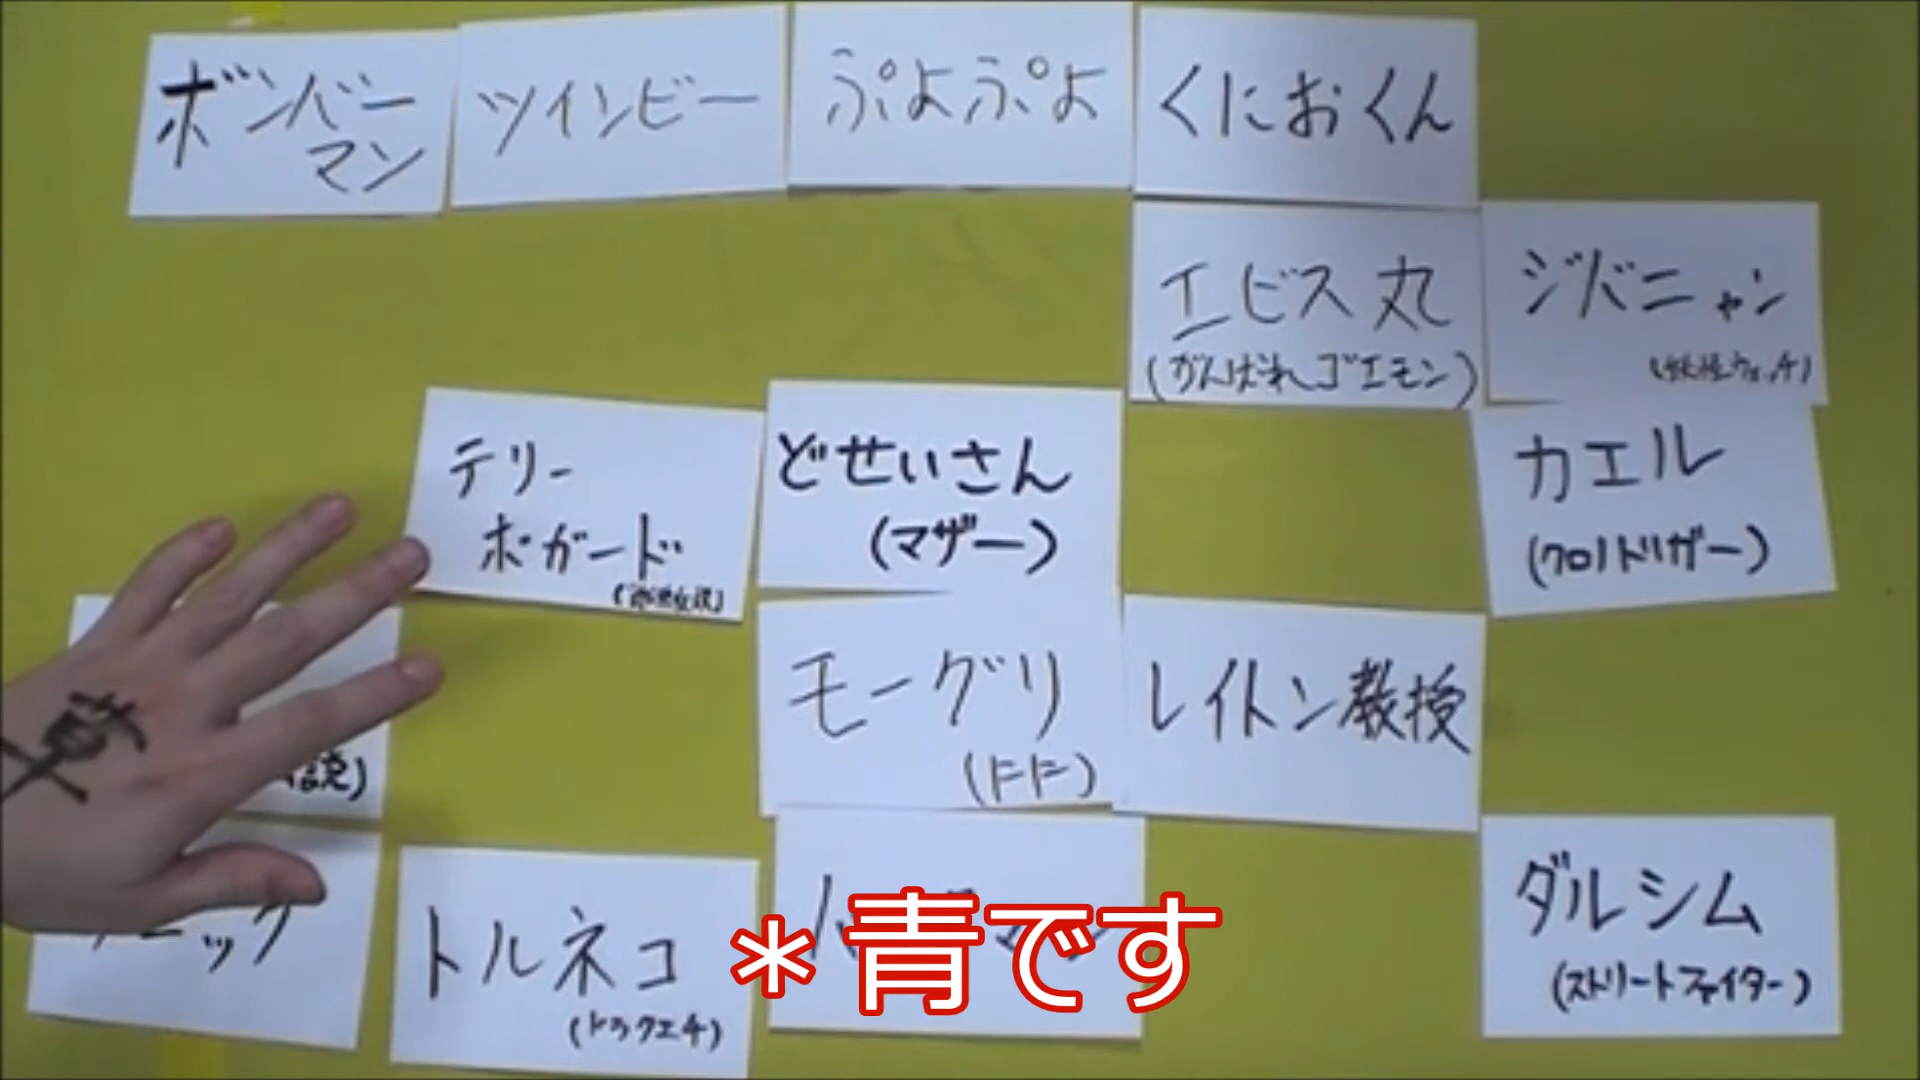 ボンバー
マン
ツインビー
ぷよぷよ
くにおくん
エビス丸
(がんばれゴエモン)
ジバニャン
(妖怪ウォッチ)
テリー
ボガード
どせいさん
(マザー)
カエル
(クロノトリガー)
モーグリ
(FF)
レイトン教授
トルネコ
(ドラクエ4)
ダルシム
(ストリートファイター)
*青です